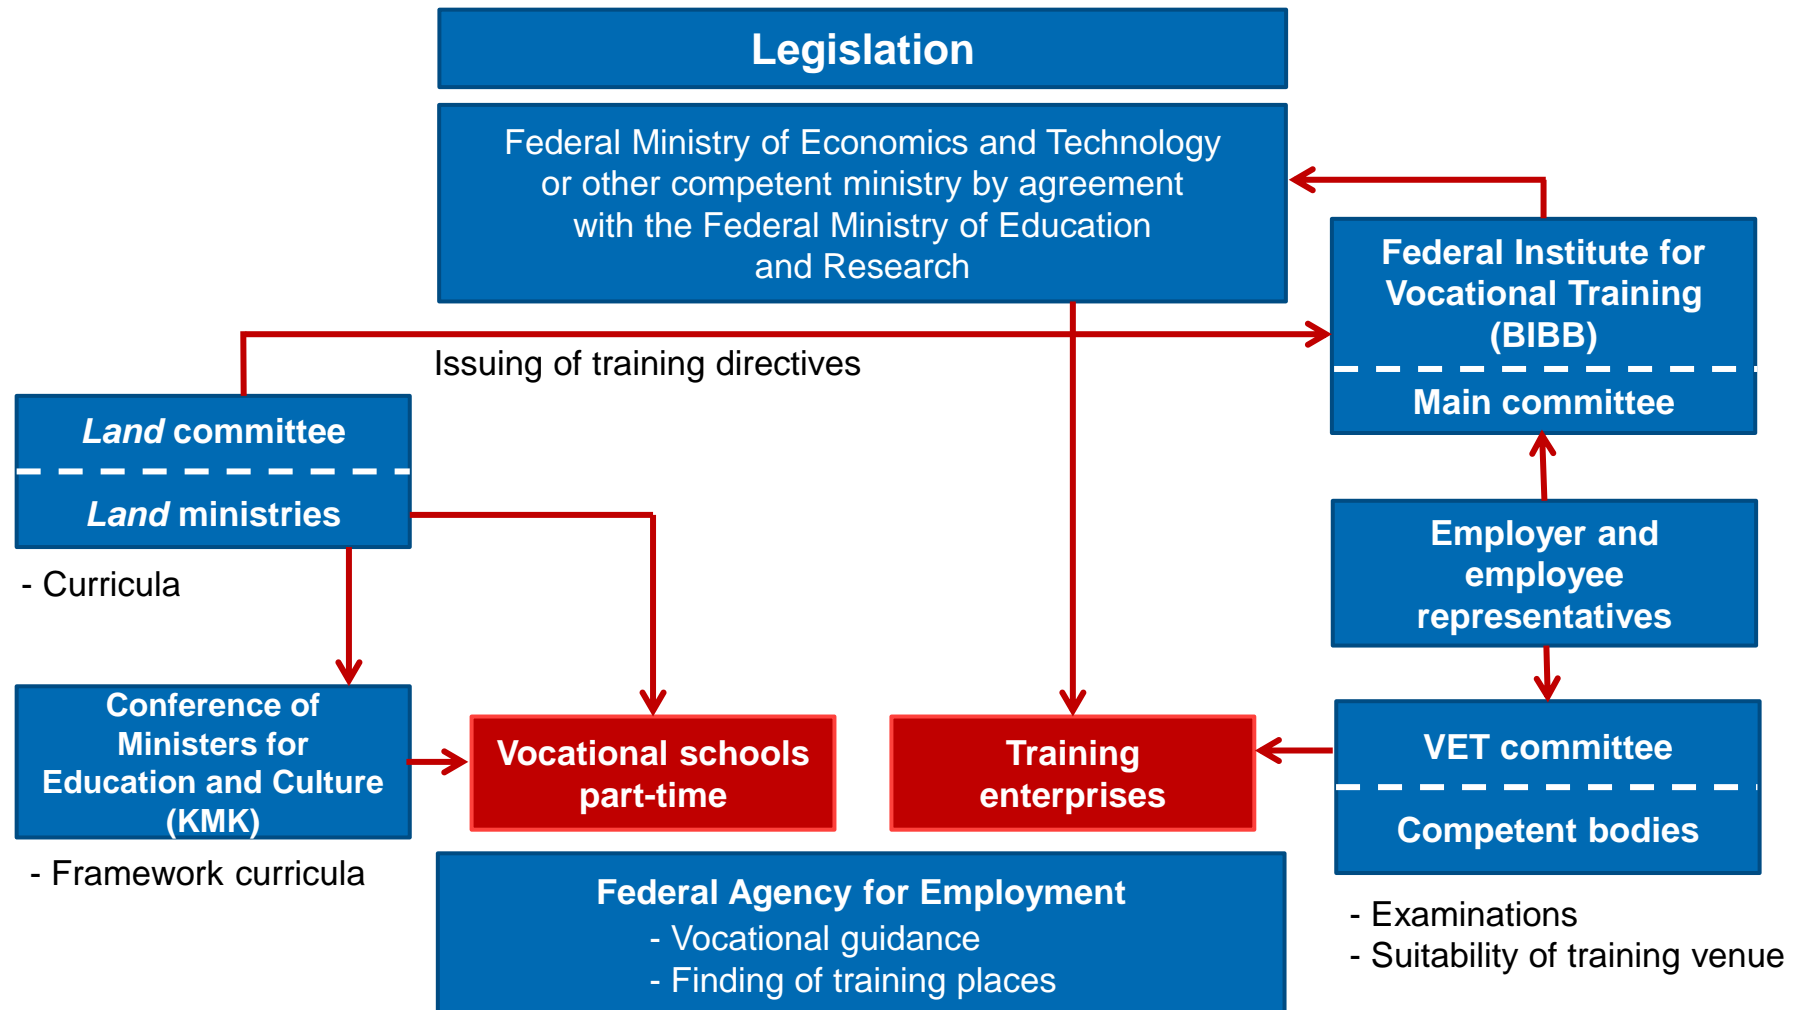 Legislation
Federal Ministry of Economics and Technology
or other competent ministry by agreement
with the Federal Ministry of Education
and Research
Federal Institute for
Vocational Training
(BIBB)
Main committee
Issuing of training directives
Land committee
Land ministries
- Curricula
Employer and
employee
representatives
Conference of
Ministers for
Education and Culture
(KMK)
- Framework curricula
Vocational schools
part-time
Training
enterprises
VET committee
Competent bodies
- Examinations
- Suitability of training venue
Federal Agency for Employment
- Vocational guidance
- Finding of training places